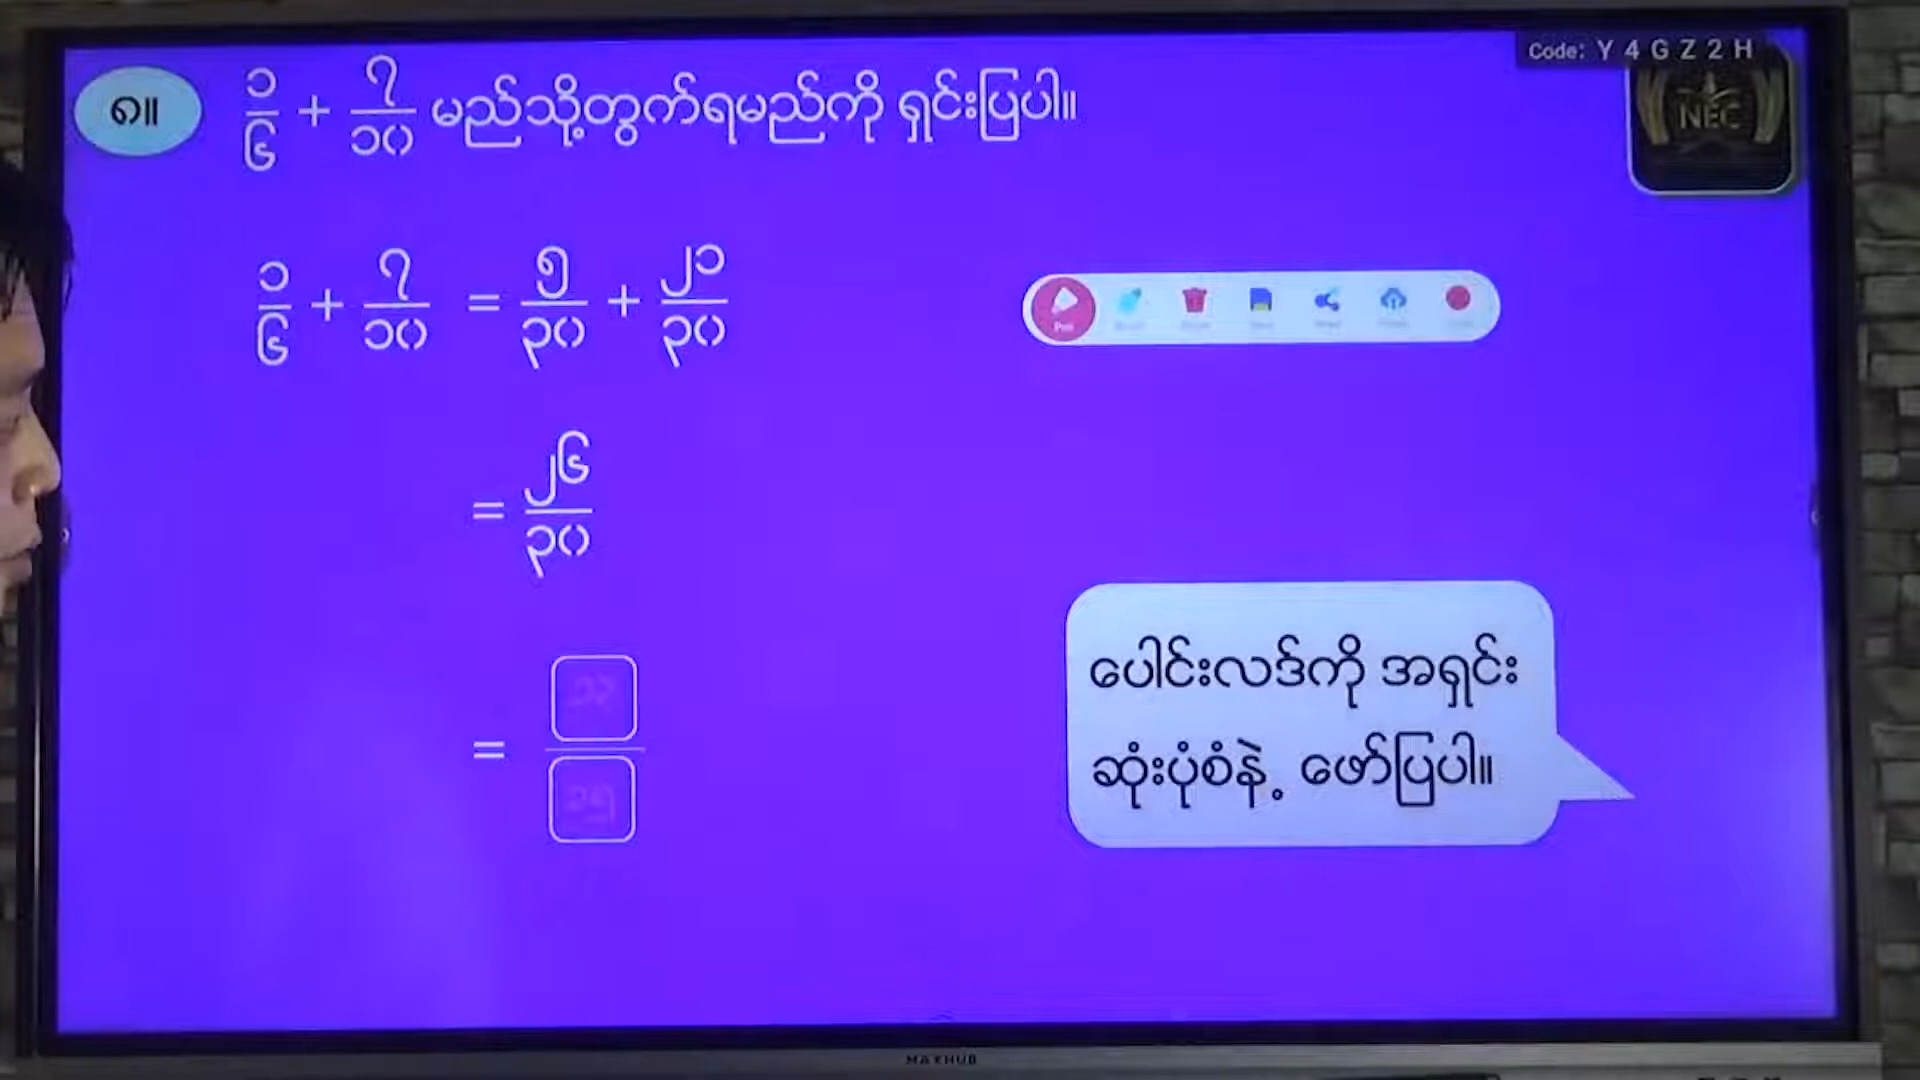 Code: Y 4 G Z 2 H
NEC
၈။ ၁/၆ + ၇/၁၀ မည်သို့တွက်ရမည်ကို ရှင်းပြပါ။
၁/၆ + ၇/၁၀ = ၅/၃၀ + ၂၁/၃၀
= ၂၆/၃၀
=
ပေါင်းလဒ်ကို အရှင်း
ဆုံးပုံစံနဲ့ ဖော်ပြပါ။
MAXHUB